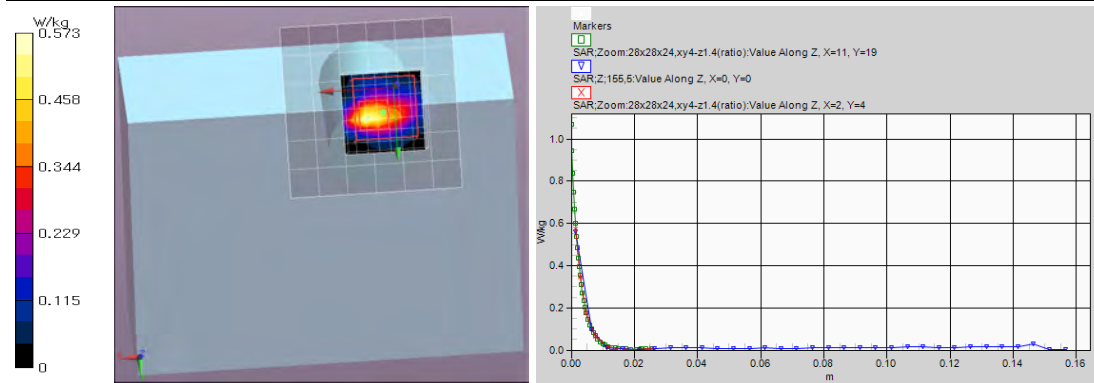 W/kg
0.573
0.458
0.344
0.229
0.115
0
Markers
SAR;Zoom:28x28x24,xy4-z1.4(ratio):Value Along Z, X=11, Y=19
SAR;Z;155,5:Value Along Z, X=0, Y=0
SAR;Zoom:28x28x24,xy4-z1.4(ratio):Value Along Z, X=2, Y=4
1.0
0.8
0.6
0.4
0.2
0.0
W/kg
0.00 0.02 0.04 0.06 0.08 0.10 0.12 0.14 0.16
m